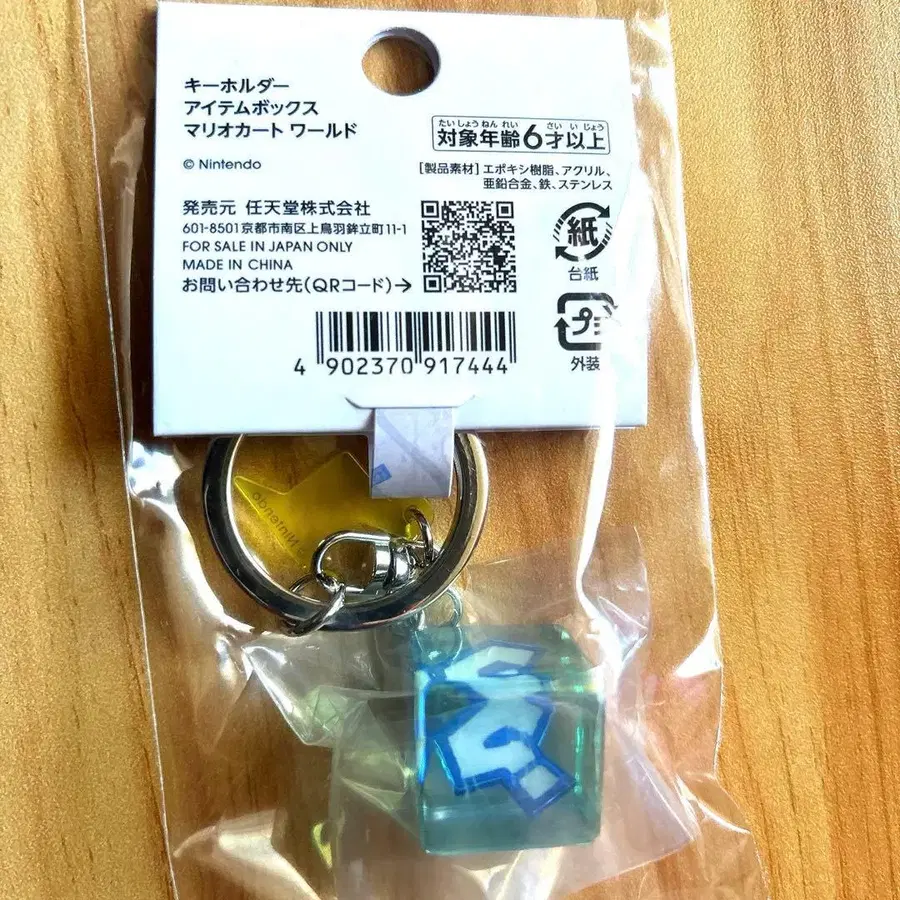 キーホルダー
アイテムボックス
マリオカート ワールド
© Nintendo
たいしょうねんれい さいいじょう
対象年齢6才以上
[製品素材]エポキシ樹脂、アクリル、
亜鉛合金、鉄、ステンレス
発売元 任天堂株式会社
601-8501京都市南区上鳥羽鉾立町11-1
FOR SALE IN JAPAN ONLY
MADE IN CHINA
お問い合わせ先(QRコード)→
紙
台紙
プラ
外装
4 902370 917444
© Nintendo
?